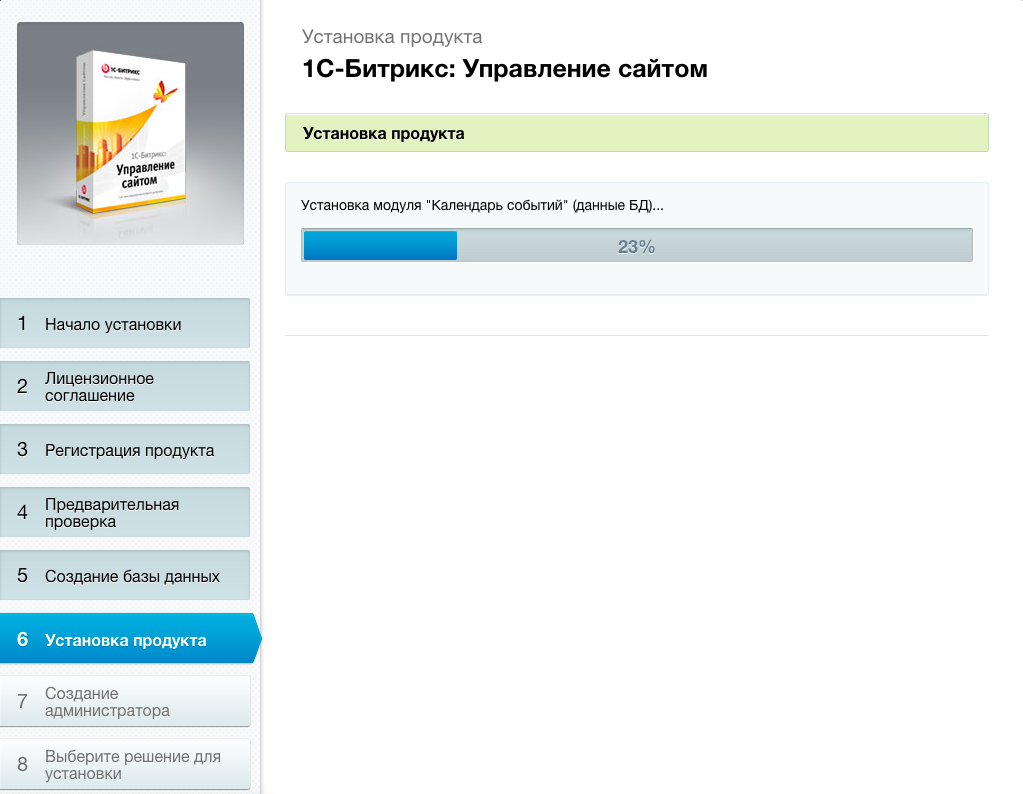 1С-БИТРИКС
1С-Битрикс:
Управление
сайтом
Установка продукта
1С-Битрикс: Управление сайтом
Установка продукта
Установка модуля "Календарь событий" (данные БД)...
23%
1 Начало установки
2 Лицензионное
соглашение
3 Регистрация продукта
4 Предварительная
проверка
5 Создание базы данных
6 Установка продукта
7 Создание
администратора
8 Выберите решение для
установки